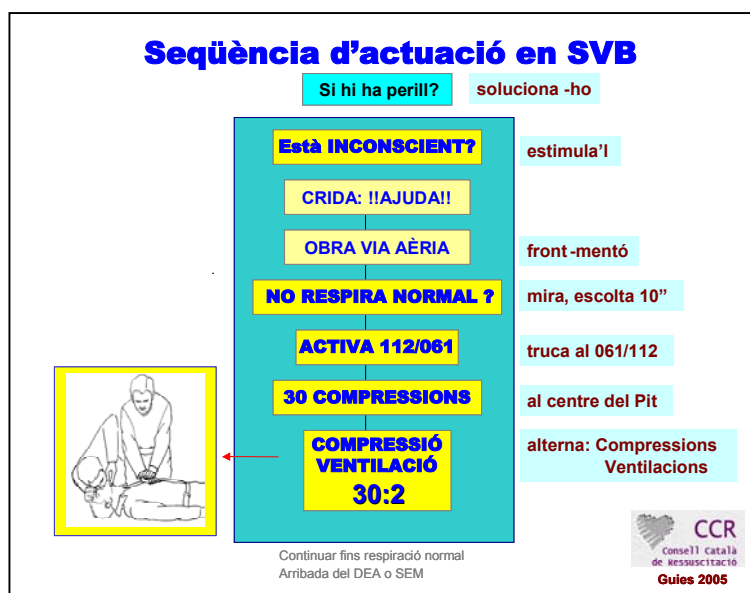 Seqüència d'actuació en SVB
Si hi ha perill?
soluciona -ho
Està INCONSCIENT?
estimula'l
CRIDA: !!AJUDA!!
OBRA VIA AÈRIA
front -mentó
NO RESPIRA NORMAL ?
mira, escolta 10”
ACTIVA 112/061
truca al 061/112
30 COMPRESSIONS
al centre del Pit
COMPRESSIÓ
VENTILACIÓ
30:2
alterna: Compressions
Ventilacions
Continuar fins respiració normal
Arribada del DEA o SEM
CCR
Consell Català
de Ressuscitació
Guies 2005